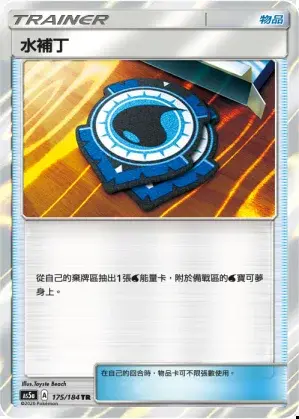 TRAINER 物品
水補丁
從自己的棄牌區抽出1張能量卡，附於備戰區的寶可夢
身上。
Illus.Toyste Beach
AS5a A 175/184 TR
©2020 Pokémon
在自己的回合時，物品卡可不限張數使用。